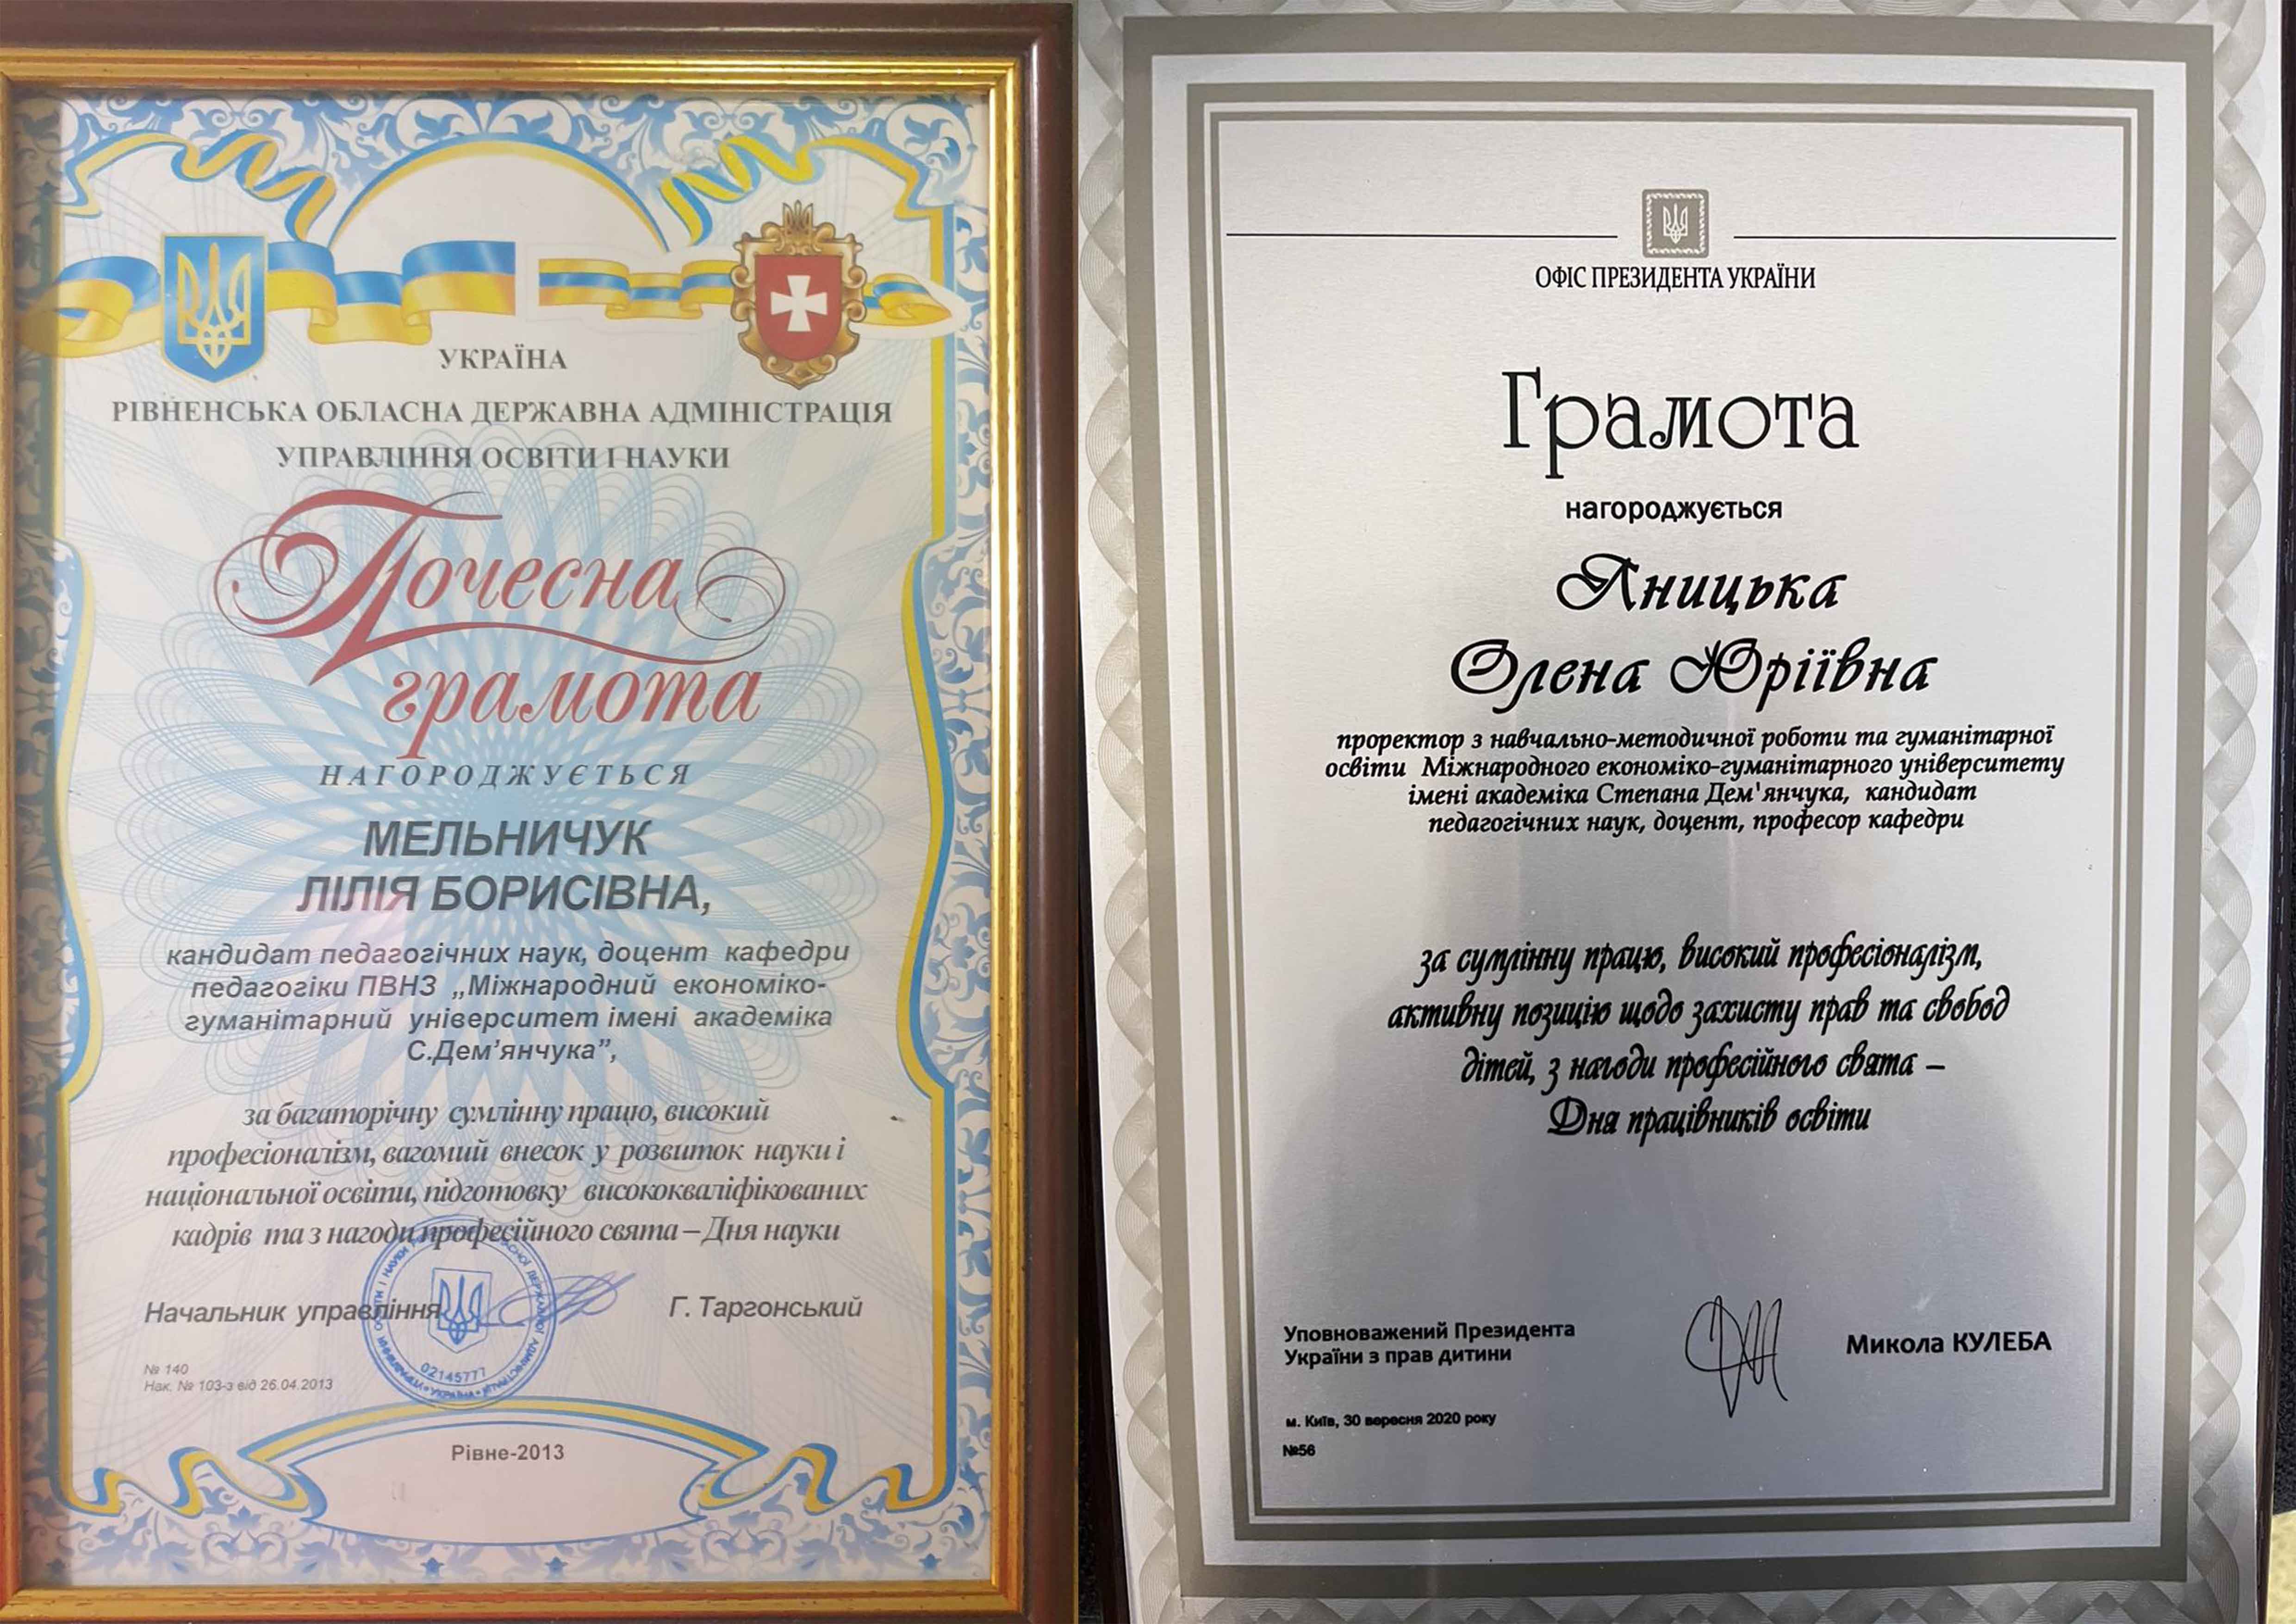 УКРАЇНА
РІВНЕНСЬКА ОБЛАСНА ДЕРЖАВНА АДМІНІСТРАЦІЯ
УПРАВЛІННЯ ОСВІТИ І НАУКИ
Почесна
грамота
НАГОРОДЖУЄТЬСЯ
МЕЛЬНИЧУК
ЛІЛІЯ БОРИСІВНА,
кандидат педагогічних наук, доцент кафедри
педагогіки ПВНЗ „Міжнародний економіко-
гуманітарний університет імені академіка
С.Дем’янчука”,
за багаторічну сумлінну працю, високий
професіоналізм, вагомий внесок у розвиток науки і
національної освіти, підготовку висококваліфікованих
кадрів та з нагоди професійного свята – Дня науки
Начальник управління Г. Таргонський
02145777
№ 140
Нак. № 103-з від 26.04.2013
Рівне-2013
ОФІС ПРЕЗИДЕНТА УКРАЇНИ
Грамота
нагороджується
Яницька
Олена Юріївна
проректор з навчально-методичної роботи та гуманітарної
освіти Міжнародного економіко-гуманітарного університету
імені академіка Степана Дем'янчука, кандидат
педагогічних наук, доцент, професор кафедри
за сумлінну працю, високий професіоналізм,
активну позицію щодо захисту прав та свобод
дітей, з нагоди професійного свята –
Дня працівників освіти
Уповноважений Президента
України з прав дитини
Микола КУЛЕБА
м. Київ, 30 вересня 2020 року
№56